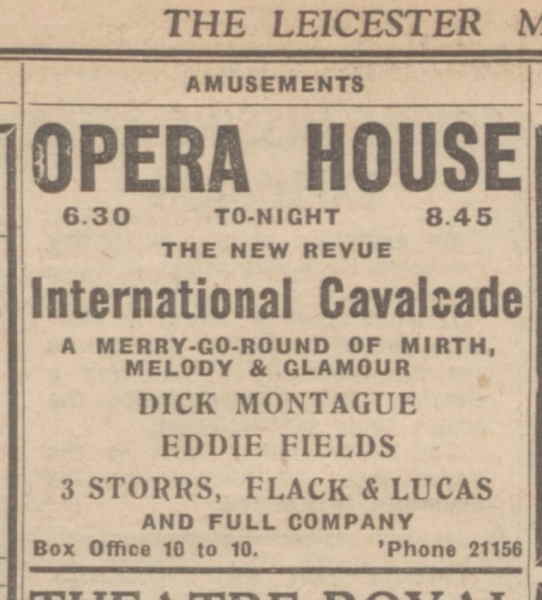 THE LEICESTER
AMUSEMENTS
OPERA HOUSE
6.30 TO-NIGHT 8.45
THE NEW REVUE
International Cavalcade
A MERRY-GO-ROUND OF MIRTH,
MELODY & GLAMOUR
DICK MONTAGUE
EDDIE FIELDS
3 STORRS, FLACK & LUCAS
AND FULL COMPANY
Box Office 10 to 10. 'Phone 21156
THEATRE ROYAL